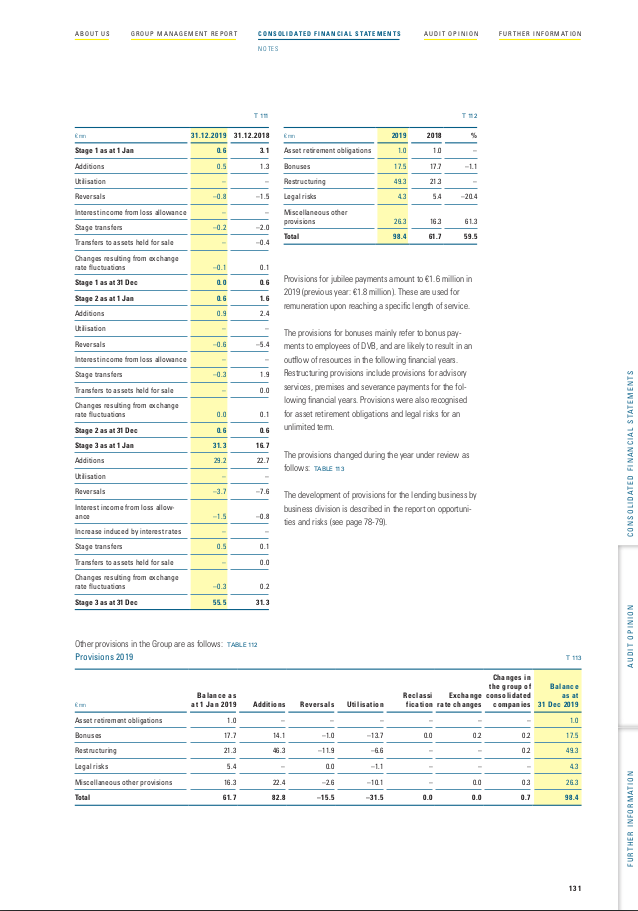 ABOUT US GROUP MANAGEMENT REPORT CONSOLIDATED FINANCIAL STATEMENTS AUDIT OPINION FURTHER INFORMATION
NOTES
T 111
€ mn 31.12.2019 31.12.2018
Stage 1 as at 1 Jan 0.6 3.1
Additions 0.5 1.3
Utilisation – –
Reversals –0.8 –1.5
Interest income from loss allowance – –
Stage transfers –0.2 –2.0
Transfers to assets held for sale – –0.4
Changes resulting from exchange
rate fluctuations –0.1 0.1
Stage 1 as at 31 Dec 0.0 0.6
Stage 2 as at 1 Jan 0.6 1.6
Additions 0.9 2.4
Utilisation – –
Reversals –0.6 –5.4
Interest income from loss allowance – –
Stage transfers –0.3 1.9
Transfers to assets held for sale – 0.0
Changes resulting from exchange
rate fluctuations 0.0 0.1
Stage 2 as at 31 Dec 0.6 0.6
Stage 3 as at 1 Jan 31.3 16.7
Additions 29.2 22.7
Utilisation – –
Reversals –3.7 –7.6
Interest income from loss allow-
ance –1.5 –0.8
Increase induced by interest rates – –
Stage transfers 0.5 0.1
Transfers to assets held for sale – 0.0
Changes resulting from exchange
rate fluctuations –0.3 0.2
Stage 3 as at 31 Dec 55.5 31.3
T 112
€ mn 2019 2018 %
Asset retirement obligations 1.0 1.0 –
Bonuses 17.5 17.7 –1.1
Restructuring 49.3 21.3 –
Legal risks 4.3 5.4 –20.4
Miscellaneous other
provisions 26.3 16.3 61.3
Total 98.4 61.7 59.5
Provisions for jubilee payments amount to €1.6 million in
2019 (previous year: €1.8 million). These are used for
remuneration upon reaching a specific length of service.
The provisions for bonuses mainly refer to bonus pay-
ments to employees of DVB, and are likely to result in an
outflow of resources in the following financial years.
Restructuring provisions include provisions for advisory
services, premises and severance payments for the fol-
lowing financial years. Provisions were also recognised
for asset retirement obligations and legal risks for an
unlimited term.
The provisions changed during the year under review as
follows: TABLE 113
The development of provisions for the lending business by
business division is described in the report on opportuni-
ties and risks (see page 78-79).
Other provisions in the Group are as follows: TABLE 112
Provisions 2019 T 113
€ mn Balance as at 1 Jan 2019 Additions Reversals Utilisation Reclassi fication Exchange rate changes Changes in the group of consolidated companies Balance as at 31 Dec 2019
Asset retirement obligations 1.0 – – – – – – 1.0
Bonuses 17.7 14.1 –1.0 –13.7 0.0 0.2 0.2 17.5
Restructuring 21.3 46.3 –11.9 –6.6 – – 0.2 49.3
Legal risks 5.4 – 0.0 –1.1 – – – 4.3
Miscellaneous other provisions 16.3 22.4 –2.6 –10.1 – 0.0 0.3 26.3
Total 61.7 82.8 –15.5 –31.5 0.0 0.0 0.7 98.4
CONSOLIDATED FINANCIAL STATEMENTS
AUDIT OPINION
FURTHER INFORMATION
131